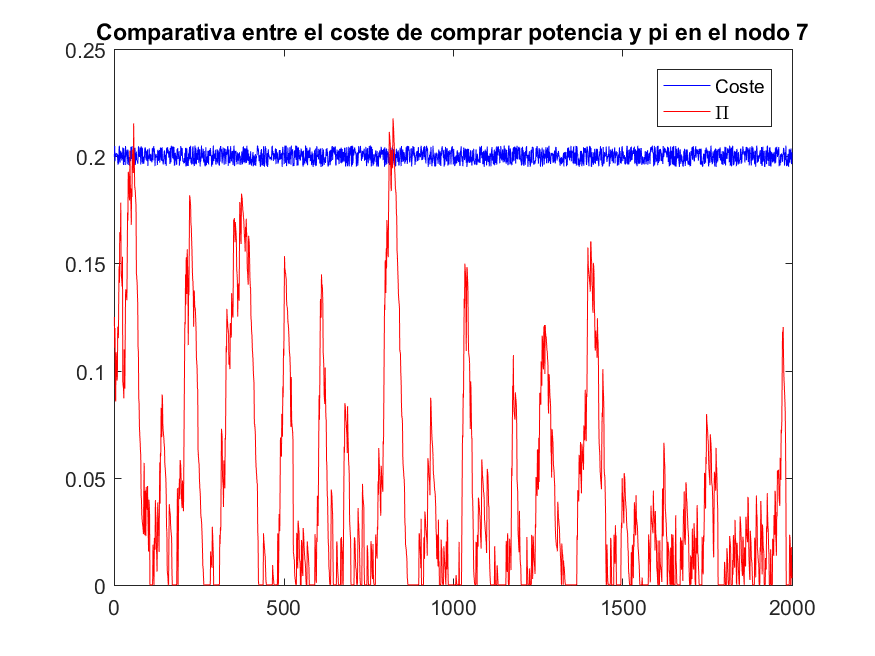 Comparativa entre el coste de comprar potencia y pi en el nodo 7
0.25
0.2
0.15
0.1
0.05
0
Coste
Π
0 500 1000 1500 2000